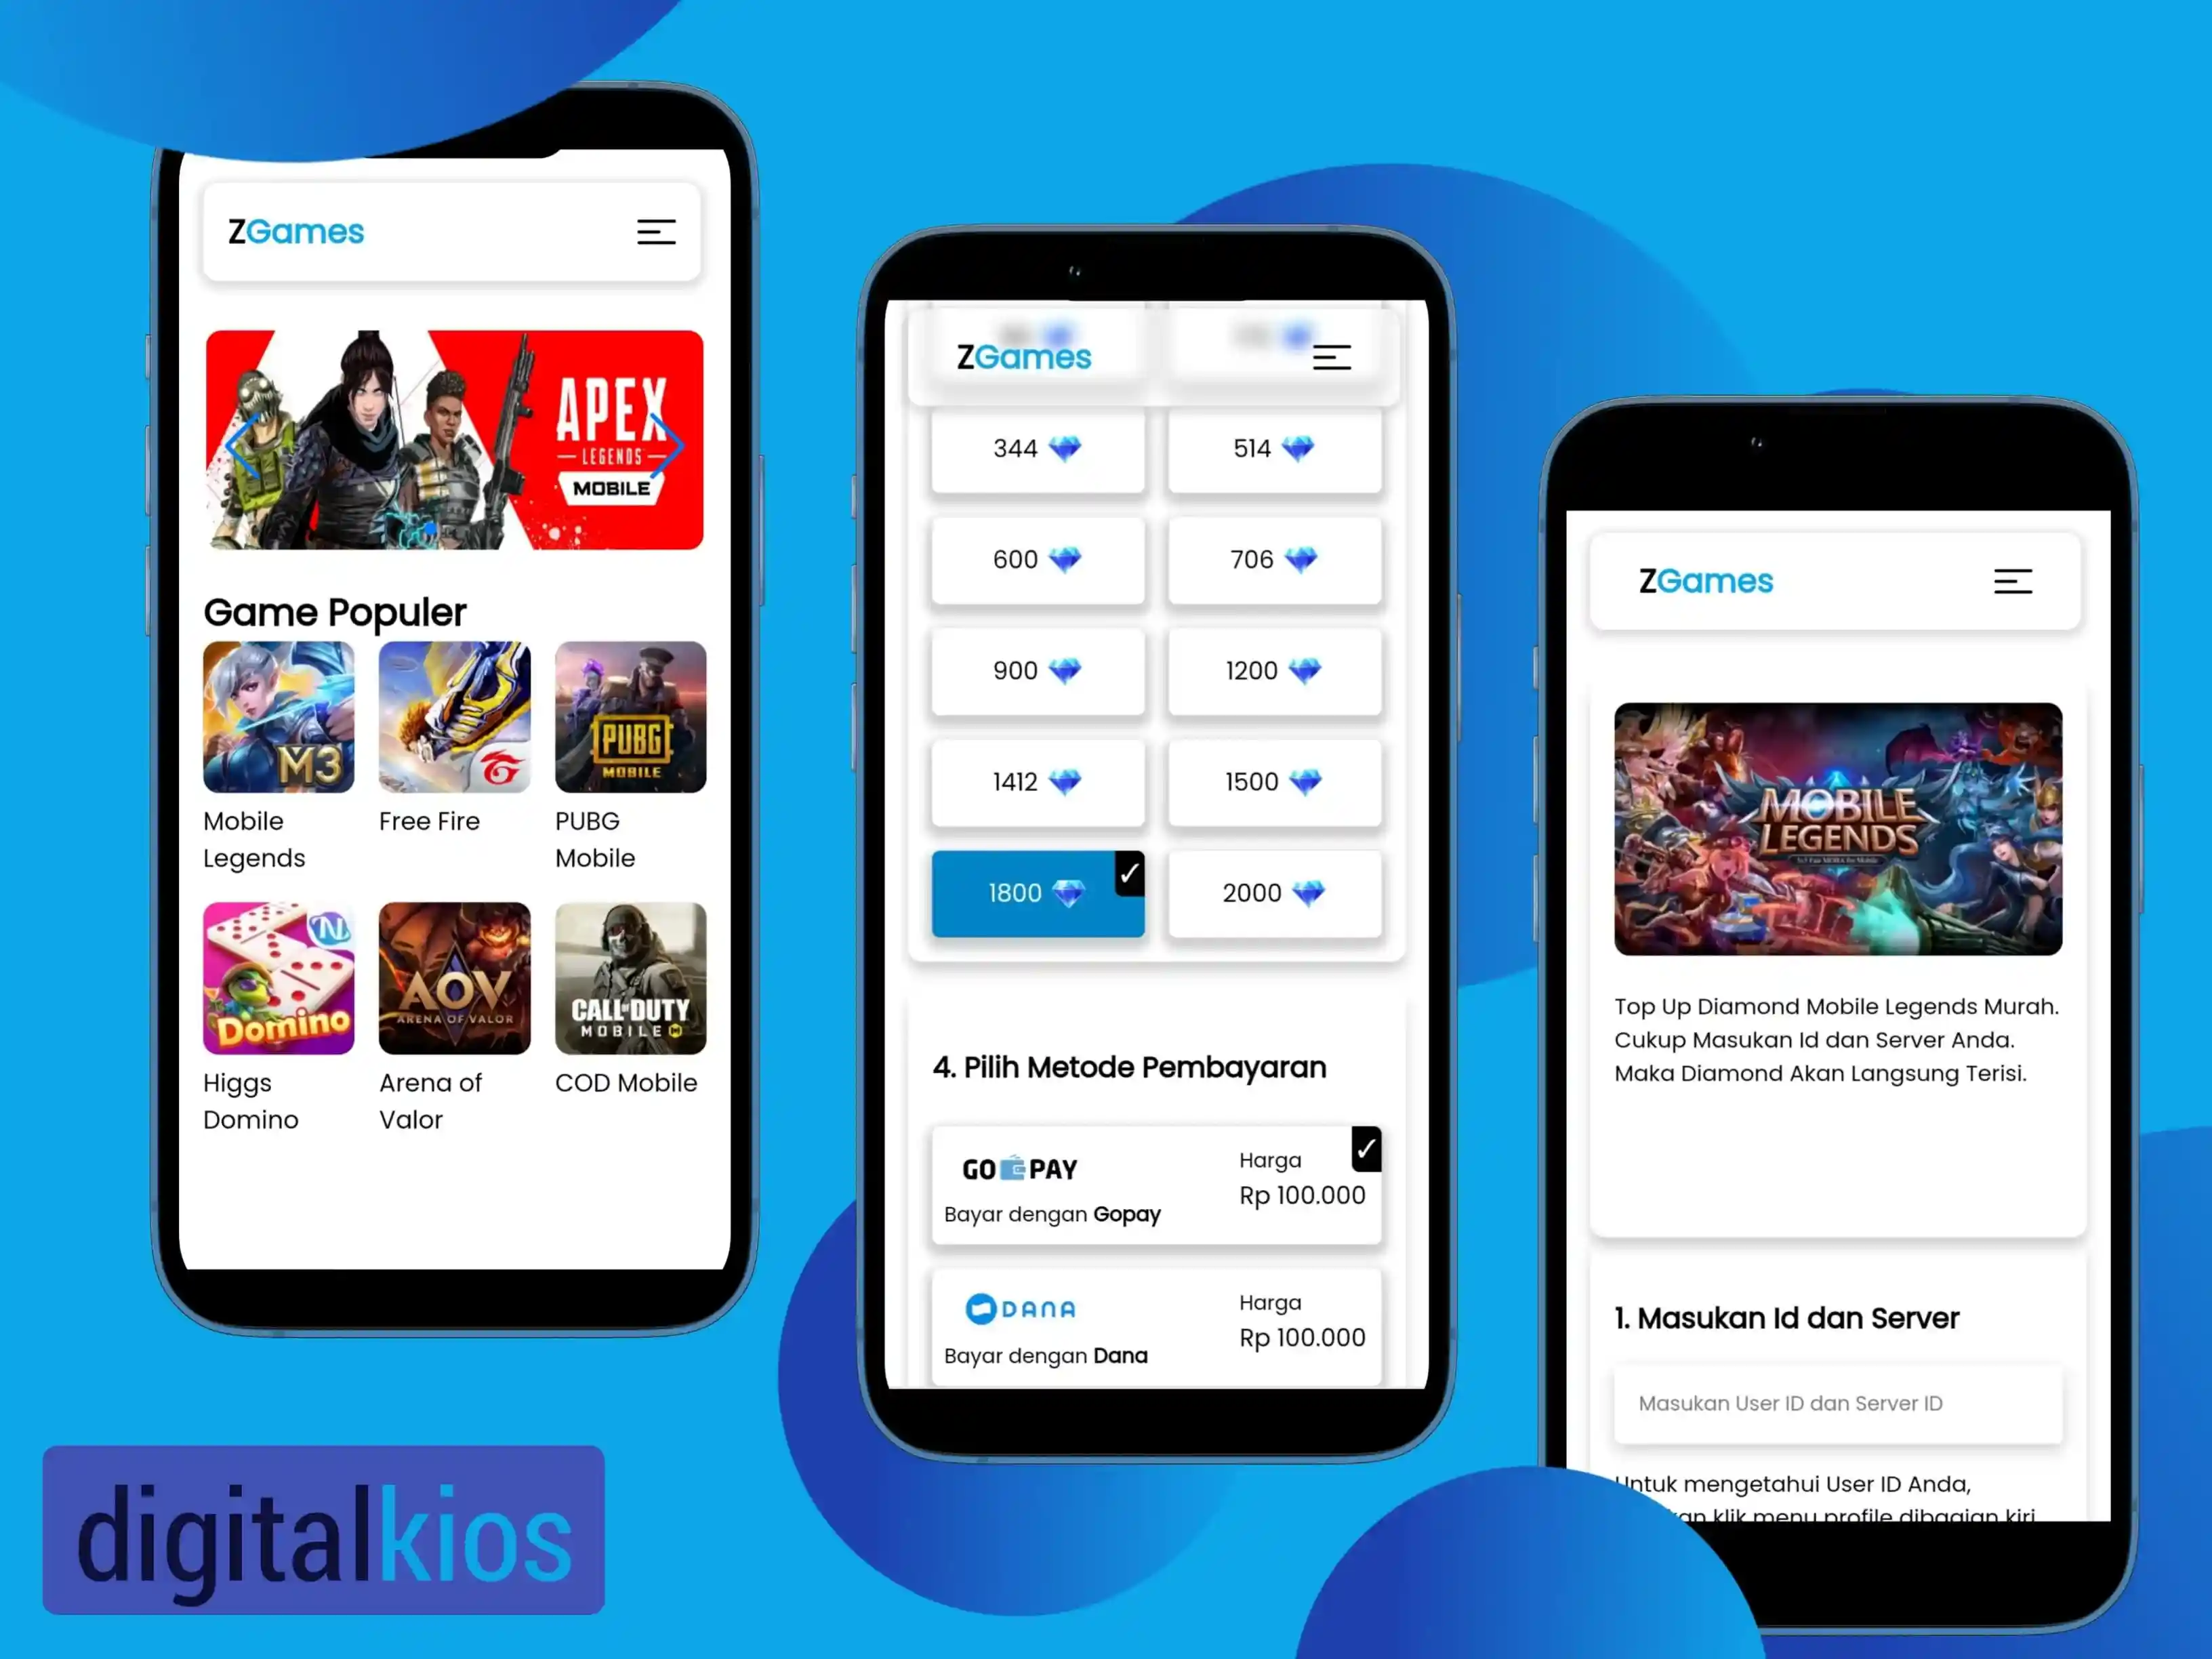 ZGames
APEX
LEGENDS
MOBILE
Game Populer
M3
PUBG
MOBILE
Mobile
Legends
Free Fire
PUBG
Mobile
Domino
AOV
ARENA OF VALOR
CALL OF DUTY
MOBILE
Higgs
Domino
Arena of
Valor
COD Mobile
ZGames
344
514
600
706
900
1200
1412
1500
1800
2000
4. Pilih Metode Pembayaran
GO PAY
Harga
Rp 100.000
Bayar dengan Gopay
DANA
Harga
Rp 100.000
Bayar dengan Dana
ZGames
MOBILE
LEGENDS
Top Up Diamond Mobile Legends Murah.
Cukup Masukan Id dan Server Anda.
Maka Diamond Akan Langsung Terisi.
1. Masukan Id dan Server
Masukan User ID dan Server ID
Untuk mengetahui User ID Anda,
klik menu profile dibagian kiri
digitalkios